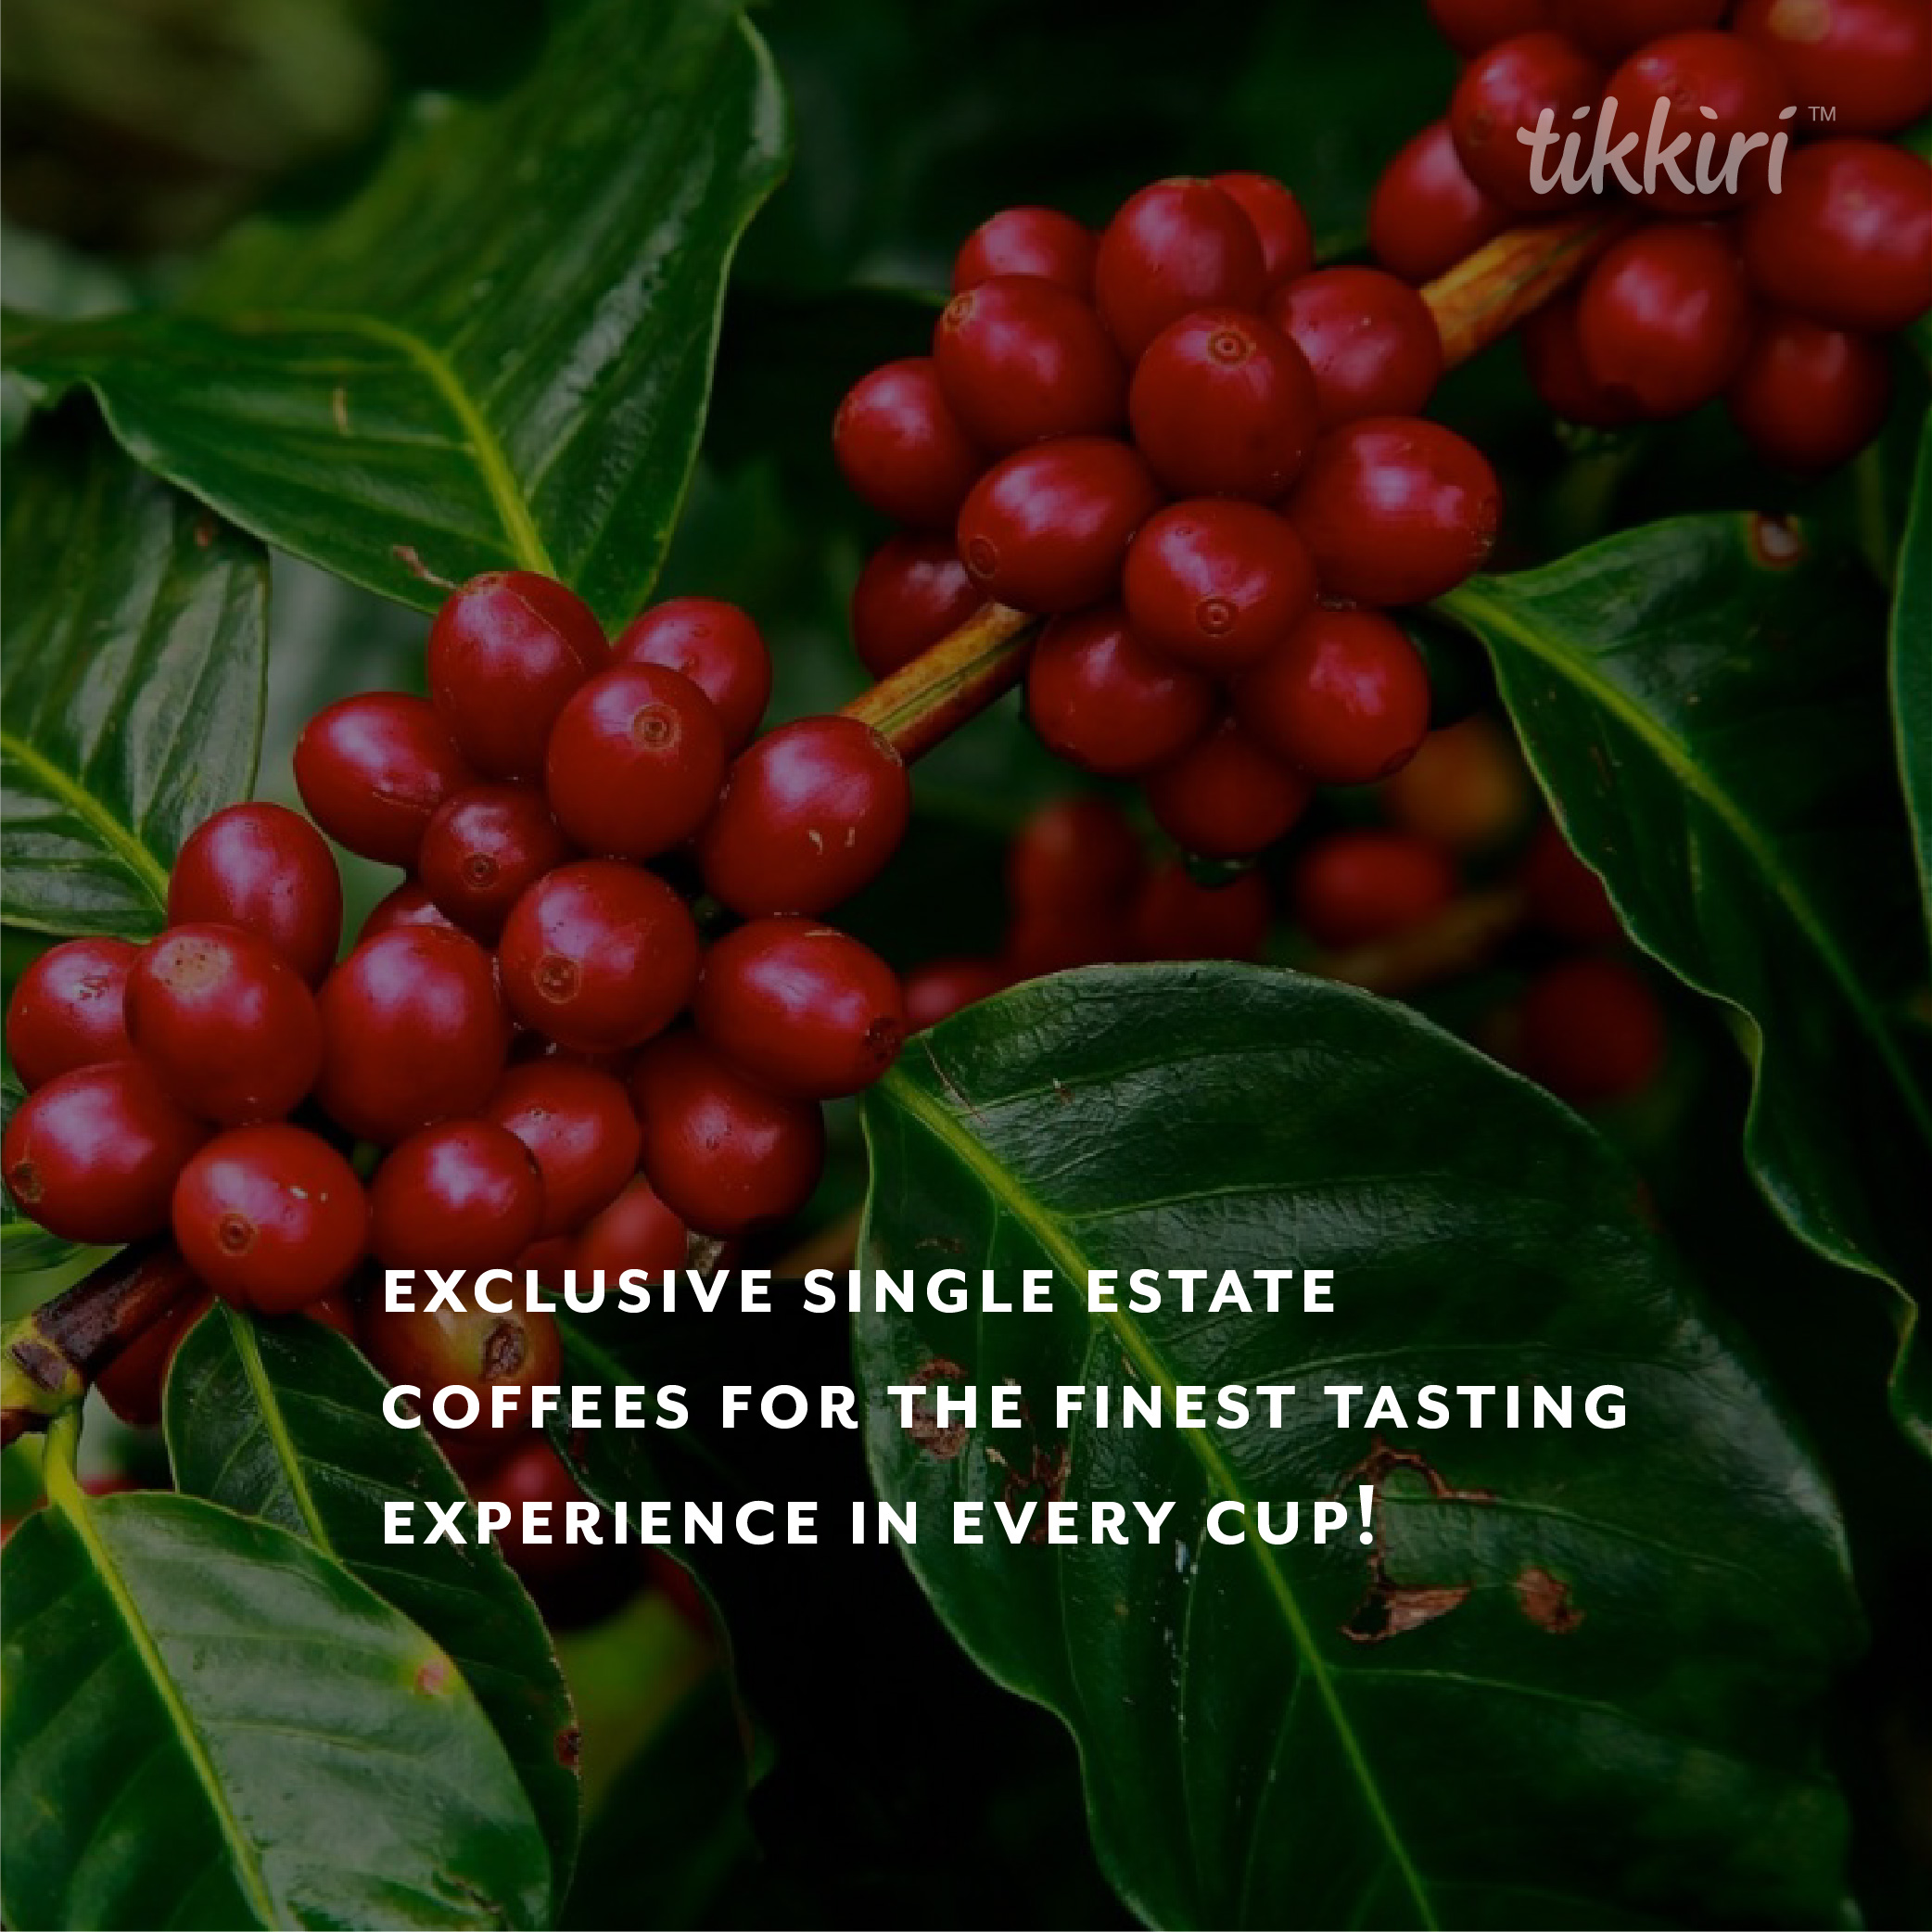 tikkiri™
EXCLUSIVE SINGLE ESTATE
COFFEES FOR THE FINEST TASTING
EXPERIENCE IN EVERY CUP!